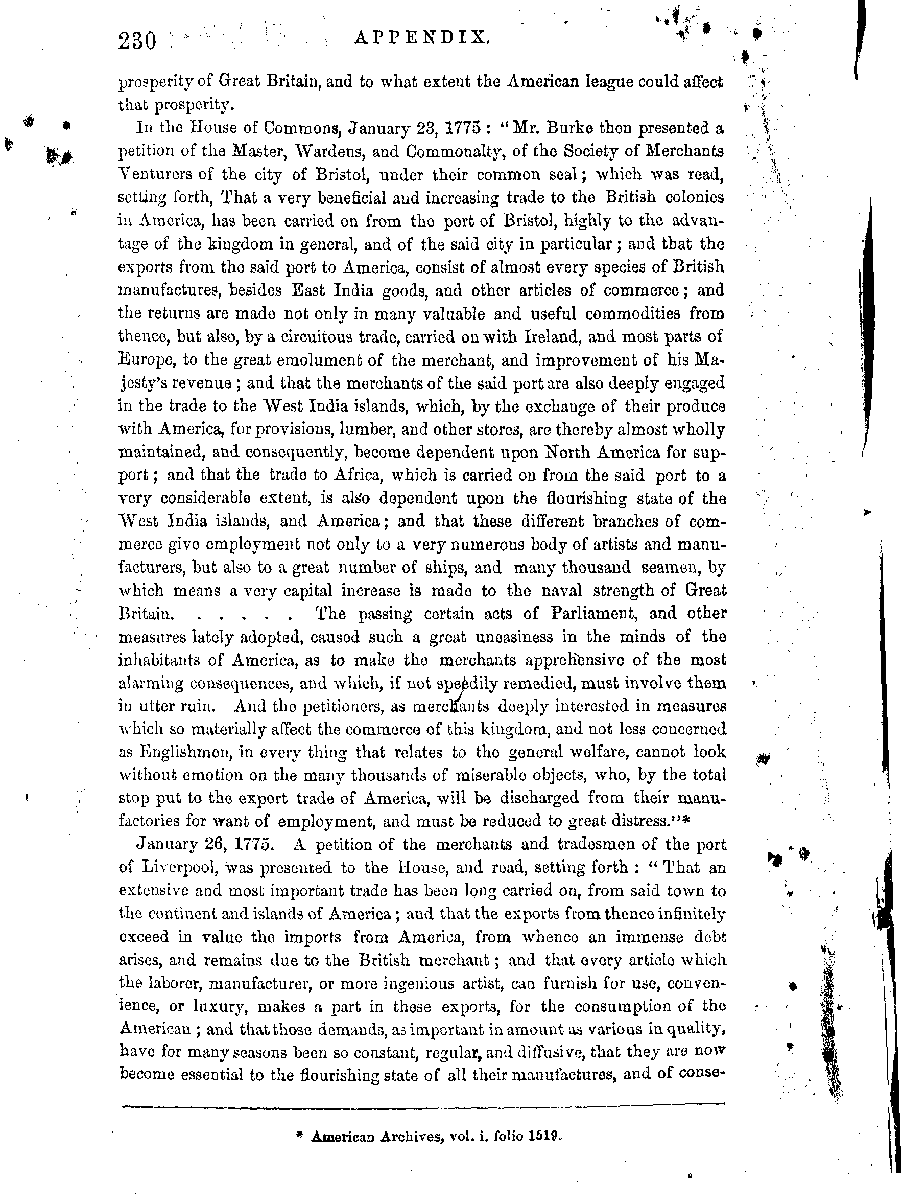 230 APPENDIX.
prosperity of Great Britain, and to what extent the American league could affect
that prosperity.
In the House of Commons, January 23, 1775 : "Mr. Burke then presented a
petition of the Master, Wardens, and Commonalty, of the Society of Merchants
Venturers of the city of Bristol, under their common seal ; which was read,
setting forth, That a very beneficial and increasing trade to the British colonies
in America, has been carried on from the port of Bristol, highly to the advan-
tage of the kingdom in general, and of the said city in particular ; and that the
exports from the said port to America, consist of almost every species of British
manufactures, besides East India goods, and other articles of commerce ; and
the returns are made not only in many valuable and useful commodities from
thence, but also, by a circuitous trade, carried on with Ireland, and most parts of
Europe, to the great emolument of the merchant, and improvement of his Ma-
jesty's revenue ; and that the merchants of the said port are also deeply engaged
in the trade to the West India islands, which, by the exchange of their produce
with America, for provisions, lumber, and other stores, are thereby almost wholly
maintained, and consequently, become dependent upon North America for sup-
port ; and that the trade to Africa, which is carried on from the said port to a
very considerable extent, is also dependent upon the flourishing state of the
West India islands, and America ; and that these different branches of com-
merce give employment not only to a very numerous body of artists and manu-
facturers, but also to a great number of ships, and many thousand seamen, by
which means a very capital increase is made to the naval strength of Great
Britain. . . . . . . The passing certain acts of Parliament, and other
measures lately adopted, caused such a great uneasiness in the minds of the
inhabitants of America, as to make the merchants apprehensive of the most
alarming consequences, and which, if not speedily remedied, must involve them
in utter ruin. And the petitioners, as merchants deeply interested in measures
which so materially affect the commerce of this kingdom, and not less concerned
as Englishmen, in every thing that relates to the general welfare, cannot look
without emotion on the many thousands of miserable objects, who, by the total
stop put to the export trade of America, will be discharged from their manu-
factories for want of employment, and must be reduced to great distress."*
January 26, 1775. A petition of the merchants and tradesmen of the port
of Liverpool, was presented to the House, and read, setting forth : "That an
extensive and most important trade has been long carried on, from said town to
the continent and islands of America ; and that the exports from thence infinitely
exceed in value the imports from America, from whence an immense debt
arises, and remains due to the British merchant ; and that every article which
the laborer, manufacturer, or more ingenious artist, can furnish for use, conven-
ience, or luxury, makes a part in these exports, for the consumption of the
American ; and that those demands, as important in amount as various in quality,
have for many seasons been so constant, regular, and diffusive, that they are now
become essential to the flourishing state of all their manufactures, and of conse-
* American Archives, vol. i. folio 1519.